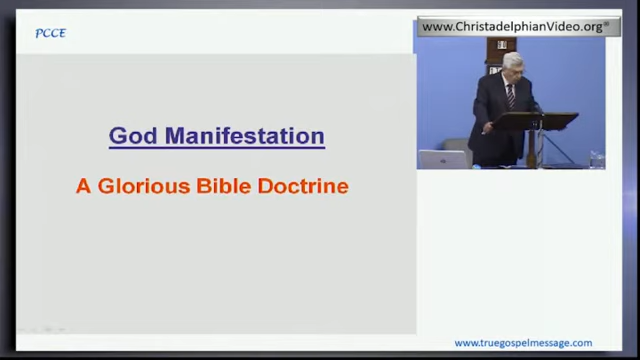 PCCE
www.ChristadelphianVideo.org®
God Manifestation
A Glorious Bible Doctrine
www.truegospelmessage.com